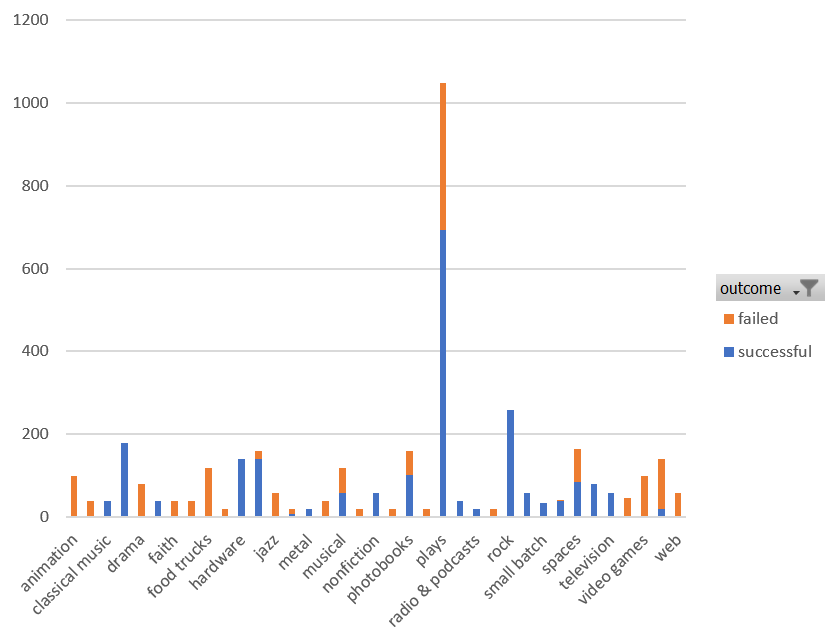 1200
1000
800
600
400
200
0
animation
classical music
drama
faith
food trucks
hardware
jazz
metal
musical
nonfiction
photobooks
plays
radio & podcasts
rock
small batch
spaces
television
video games
web
outcome
failed
successful